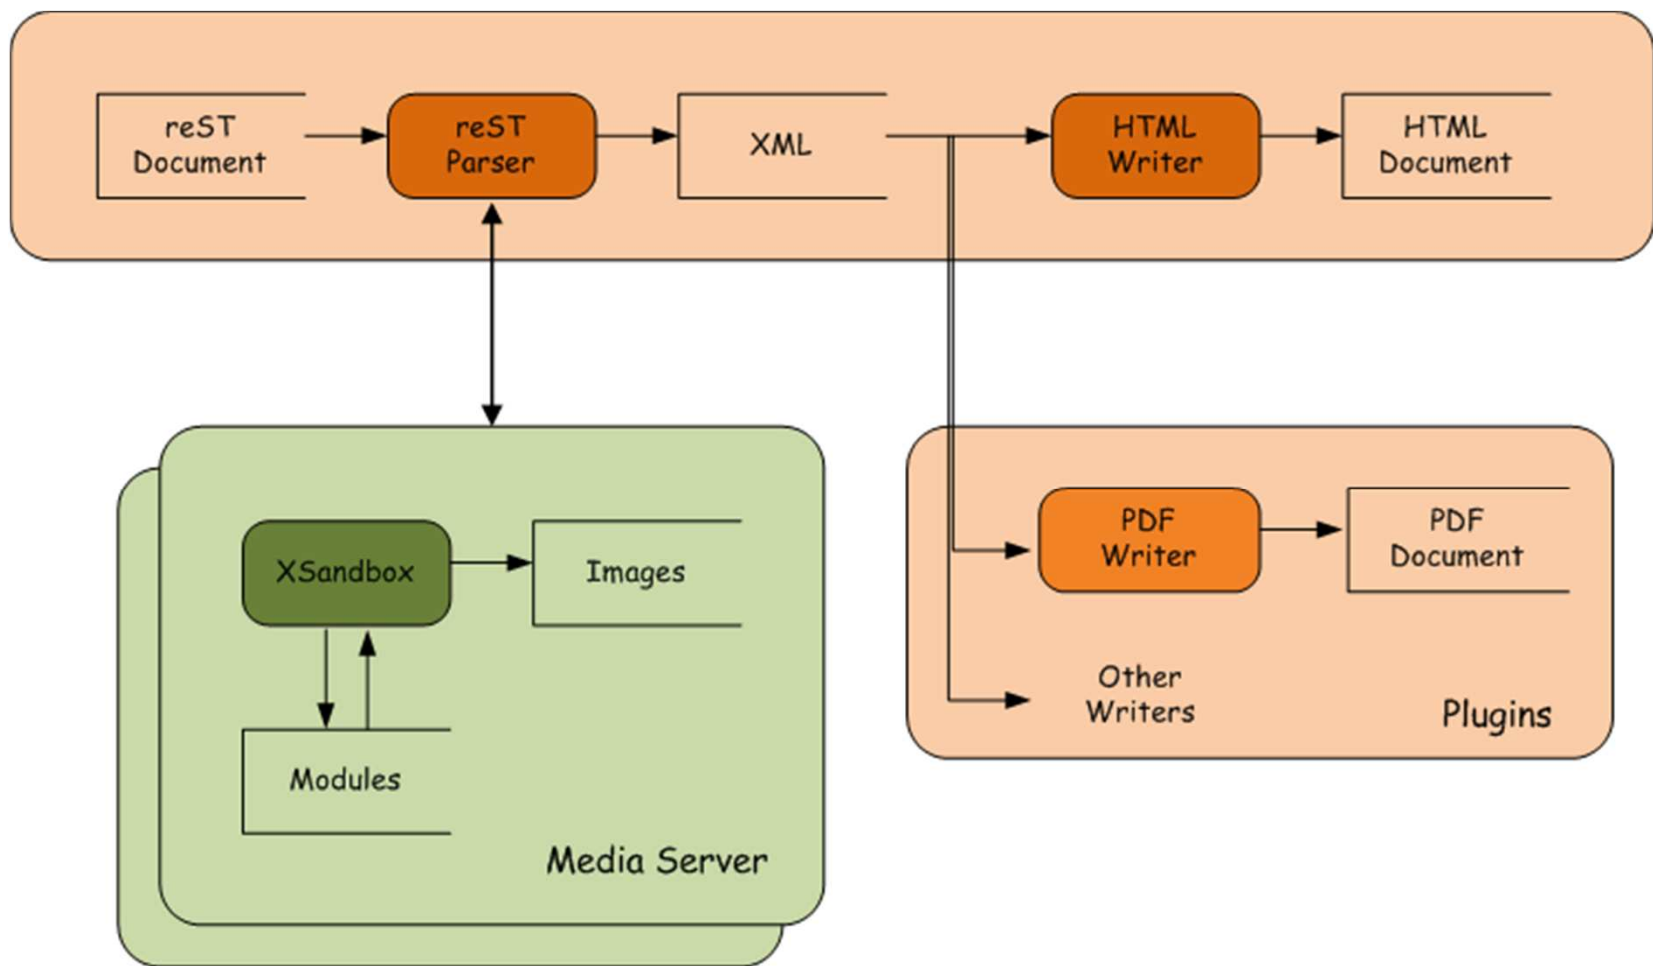 reST
Document
reST
Parser
XML
HTML
Writer
HTML
Document
XSandbox
Images
Modules
Media Server
PDF
Writer
PDF
Document
Other
Writers
Plugins